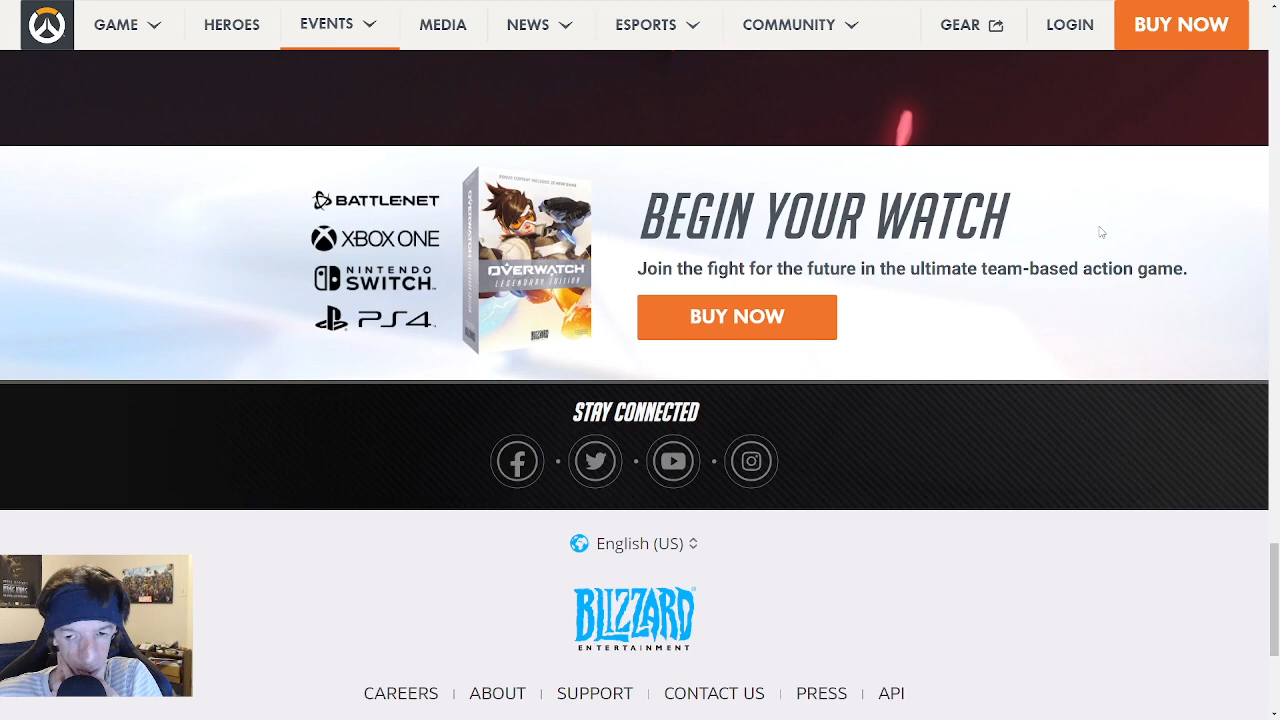 GAME
HEROES
EVENTS
MEDIA
NEWS
ESPORTS
COMMUNITY
GEAR
LOGIN
BUY NOW
BATTLENET
XBOX ONE
NINTENDO
SWITCH
PS4
OVERWATCH
LEGENDARY EDITION
BLIZZARD
BEGIN YOUR WATCH
Join the fight for the future in the ultimate team-based action game.
BUY NOW
STAY CONNECTED
English (US)
BLIZZARD
ENTERTAINMENT
MARVEL
CAREERS | ABOUT | SUPPORT | CONTACT US | PRESS | API